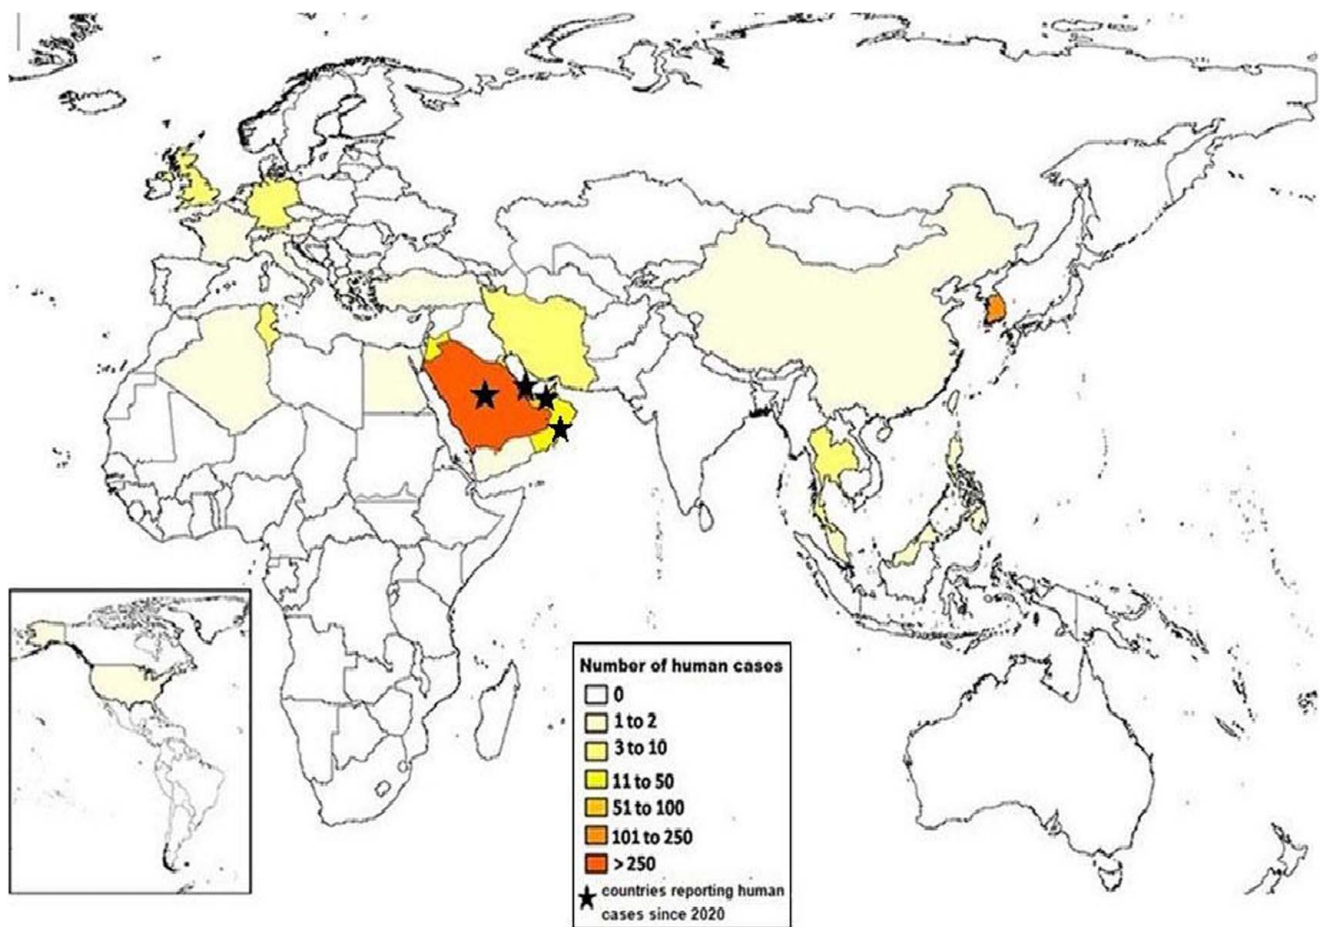 Number of human cases
0
1 to 2
3 to 10
11 to 50
51 to 100
101 to 250
> 250
countries reporting human
cases since 2020